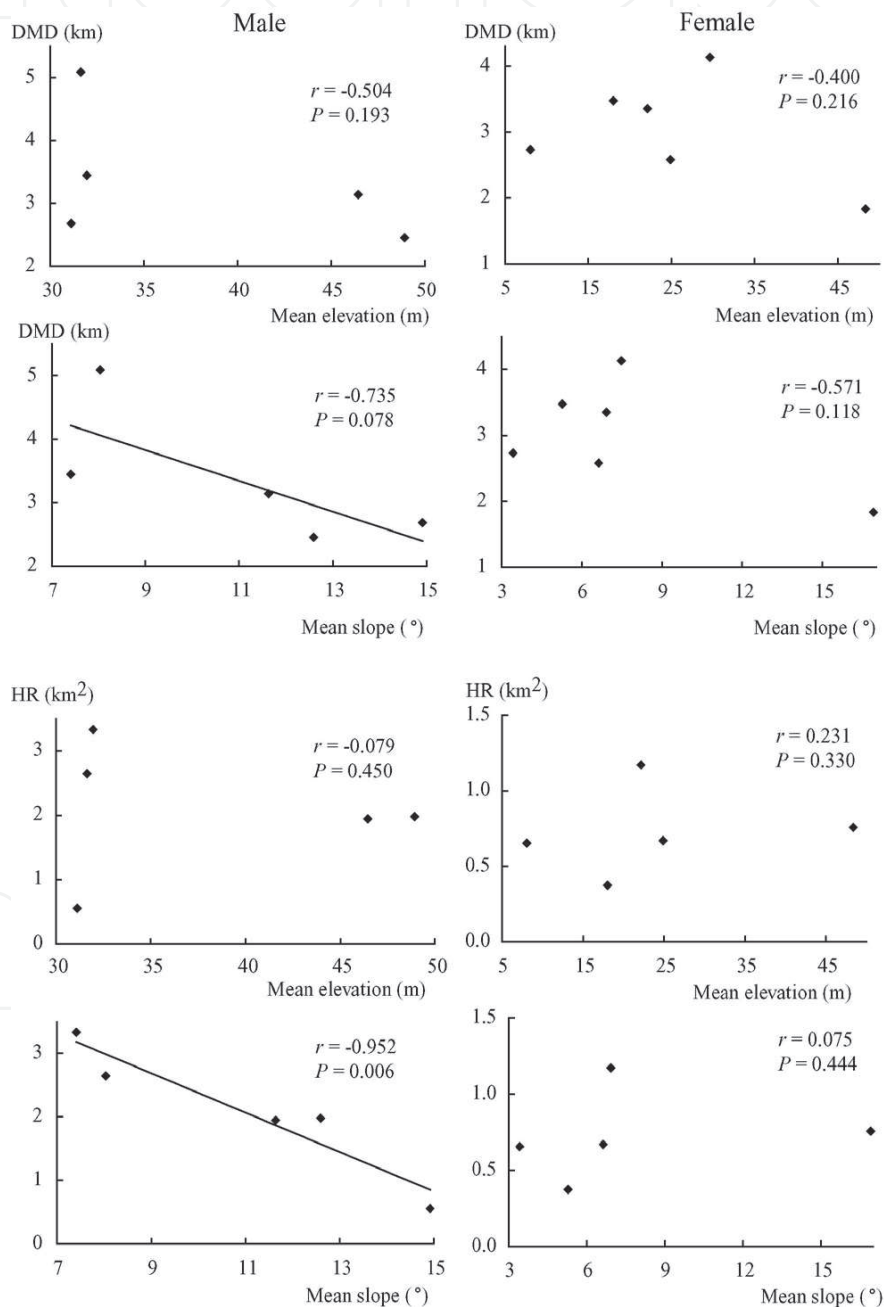 Male
DMD (km)
r = -0.504
P = 0.193
5
4
3
2
30 35 40 45 50
Mean elevation (m)
Female
DMD (km)
r = -0.400
P = 0.216
4
3
2
1
5 15 25 35 45
Mean elevation (m)
DMD (km)
r = -0.735
P = 0.078
5
4
3
2
7 9 11 13 15
Mean slope (°)
r = -0.571
P = 0.118
4
3
2
1
3 6 9 12 15
Mean slope (°)
HR (km²)
r = -0.079
P = 0.450
3
2
1
0
30 35 40 45 50
Mean elevation (m)
HR (km²)
r = 0.231
P = 0.330
1.5
1.0
0.5
0.0
5 15 25 35 45
Mean elevation (m)
r = -0.952
P = 0.006
3
2
1
0
7 9 11 13 15
Mean slope (°)
r = 0.075
P = 0.444
1.5
1.0
0.5
0.0
3 6 9 12 15
Mean slope (°)